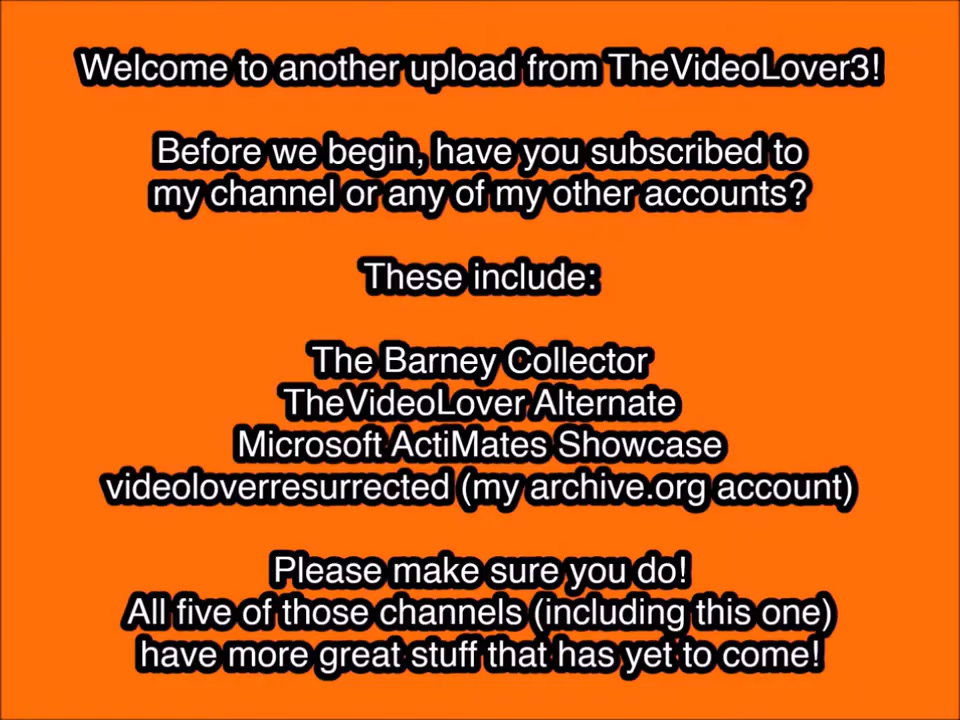 Welcome to another upload from TheVideoLover3!
Before we begin, have you subscribed to
my channel or any of my other accounts?
These include:
The Barney Collector
TheVideoLover Alternate
Microsoft ActiMates Showcase
videoloverresurrected (my archive.org account)
Please make sure you do!
All five of those channels (including this one)
have more great stuff that has yet to come!